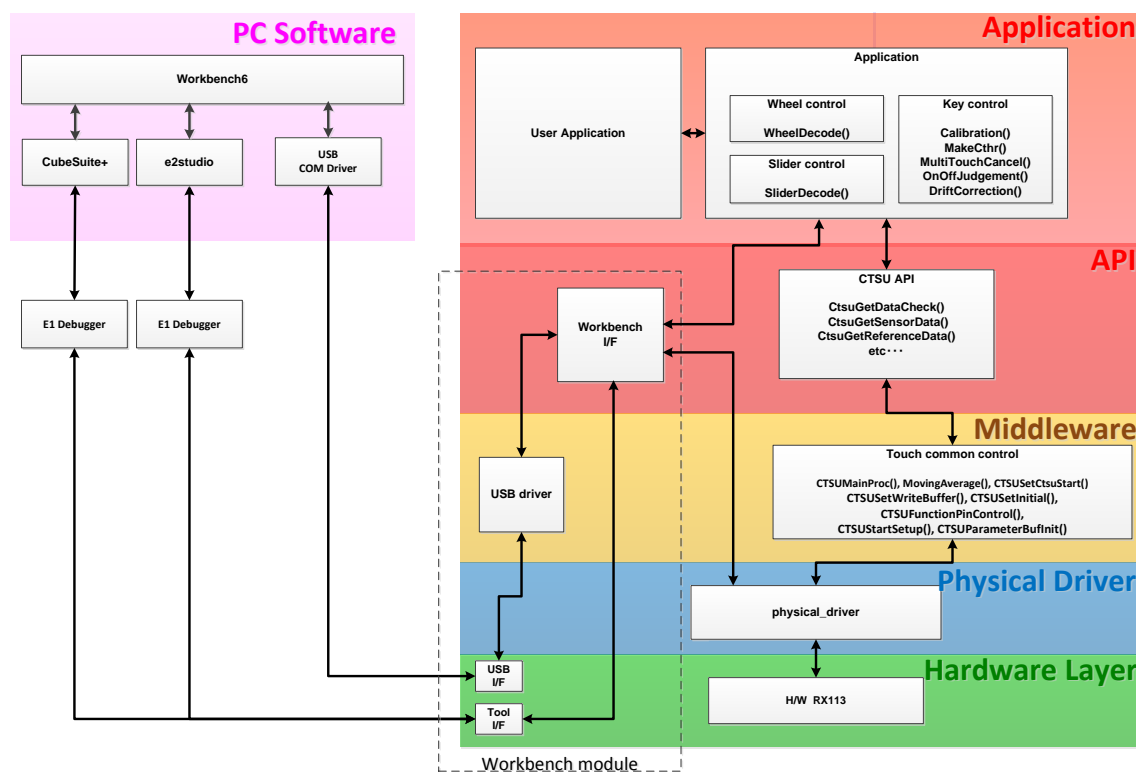 PC Software
Workbench6
CubeSuite+
e2studio
USB
COM Driver
E1 Debugger
E1 Debugger
Application
User Application
Application
Wheel control
WheelDecode()
Slider control
SliderDecode()
Key control
Calibration()
MakeCthr()
MultiTouchCancel()
OnOffJudgement()
DriftCorrection()
API
Workbench
I/F
CTSU API
CtsuGetDataCheck()
CtsuGetSensorData()
CtsuGetReferenceData()
etc・・・
Middleware
USB driver
Touch common control
CTSUMainProc(), MovingAverage(), CTSUSetCtsuStart()
CTSUSetWriteBuffer(), CTSUSetInitial(),
CTSUFunctionPinControl(),
CTSUStartSetup(), CTSUParameterBufInit()
Physical Driver
physical_driver
Hardware Layer
USB
I/F
Tool
I/F
H/W RX113
Workbench module